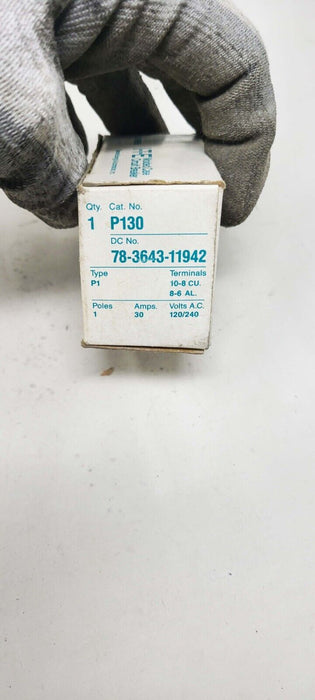 Qty. Cat. No.
1 P130
DC No.
78-3643-11942
Type Terminals
P1 10-8 CU.
8-6 AL.
Poles Amps. Volts A.C.
1 30 120/240